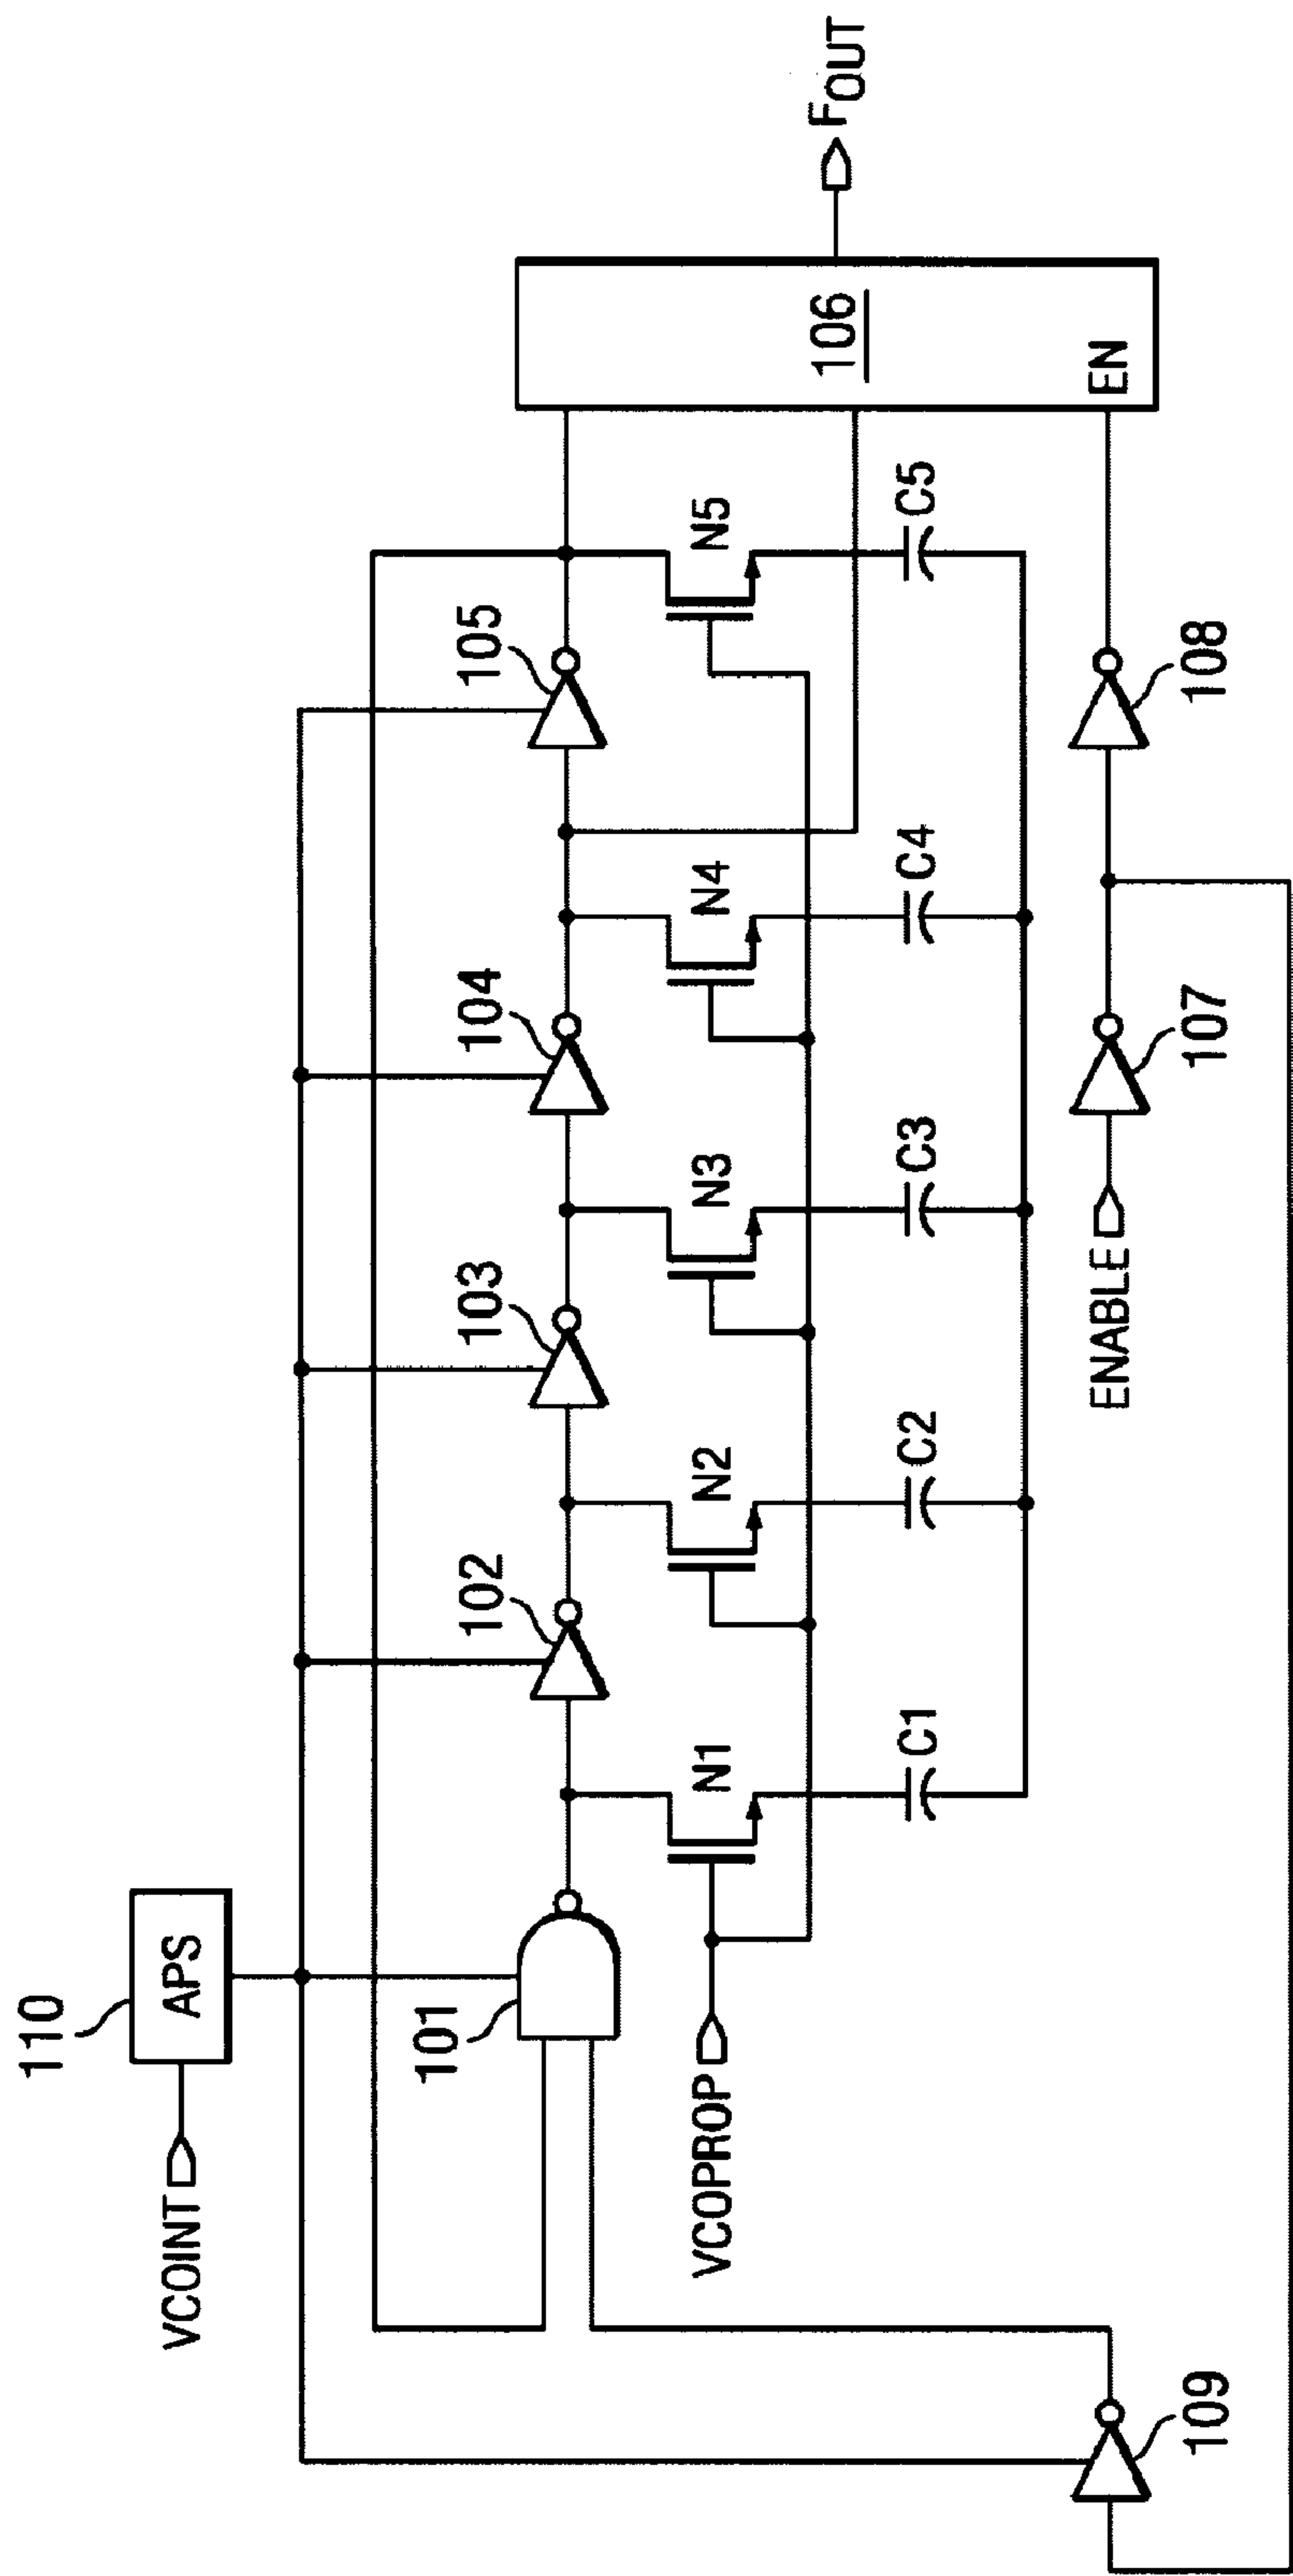 110
APS
VCOINT
101
102
103
104
105
N1
N2
N3
N4
N5
VCOPROP
C1
C2
C3
C4
C5
106
EN
FOUT
109
ENABLE
107
108